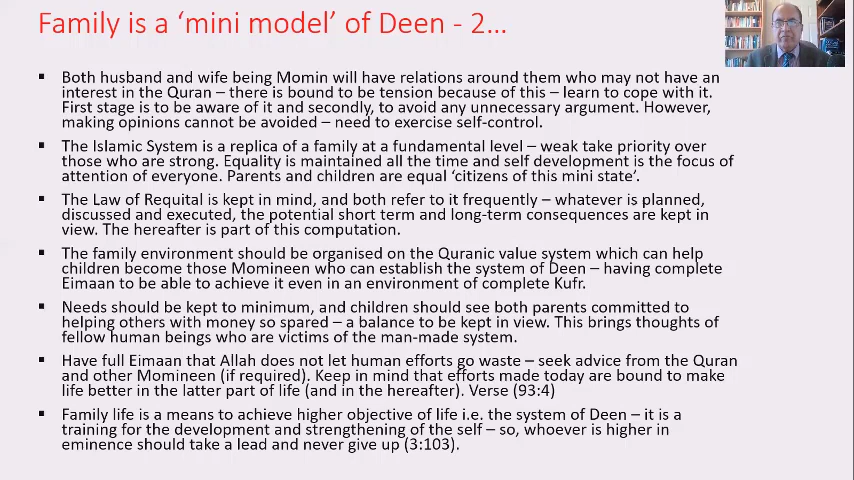 Family is a ‘mini model’ of Deen - 2…
▪ Both husband and wife being Momin will have relations around them who may not have an
interest in the Quran – there is bound to be tension because of this – learn to cope with it.
First stage is to be aware of it and secondly, to avoid any unnecessary argument. However,
making opinions cannot be avoided – need to exercise self-control.
▪ The Islamic System is a replica of a family at a fundamental level – weak take priority over
those who are strong. Equality is maintained all the time and self development is the focus of
attention of everyone. Parents and children are equal ‘citizens of this mini state’.
▪ The Law of Requital is kept in mind, and both refer to it frequently – whatever is planned,
discussed and executed, the potential short term and long-term consequences are kept in
view. The hereafter is part of this computation.
▪ The family environment should be organised on the Quranic value system which can help
children become those Momineen who can establish the system of Deen – having complete
Eimaan to be able to achieve it even in an environment of complete Kufr.
▪ Needs should be kept to minimum, and children should see both parents committed to
helping others with money so spared – a balance to be kept in view. This brings thoughts of
fellow human beings who are victims of the man-made system.
▪ Have full Eimaan that Allah does not let human efforts go waste – seek advice from the Quran
and other Momineen (if required). Keep in mind that efforts made today are bound to make
life better in the latter part of life (and in the hereafter). Verse (93:4)
▪ Family life is a means to achieve higher objective of life i.e. the system of Deen – it is a
training for the development and strengthening of the self – so, whoever is higher in
eminence should take a lead and never give up (3:103).